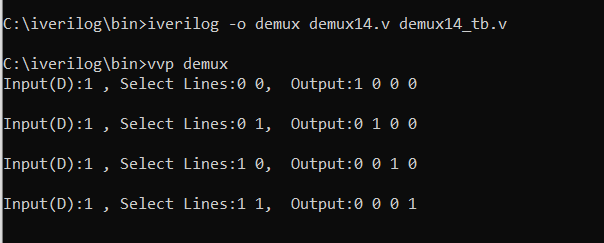 C:\iverilog\bin>iverilog -o demux demux14.v demux14_tb.v
C:\iverilog\bin>vvp demux
Input(D):1 , Select Lines:0 0,  Output:1 0 0 0
Input(D):1 , Select Lines:0 1,  Output:0 1 0 0
Input(D):1 , Select Lines:1 0,  Output:0 0 1 0
Input(D):1 , Select Lines:1 1,  Output:0 0 0 1